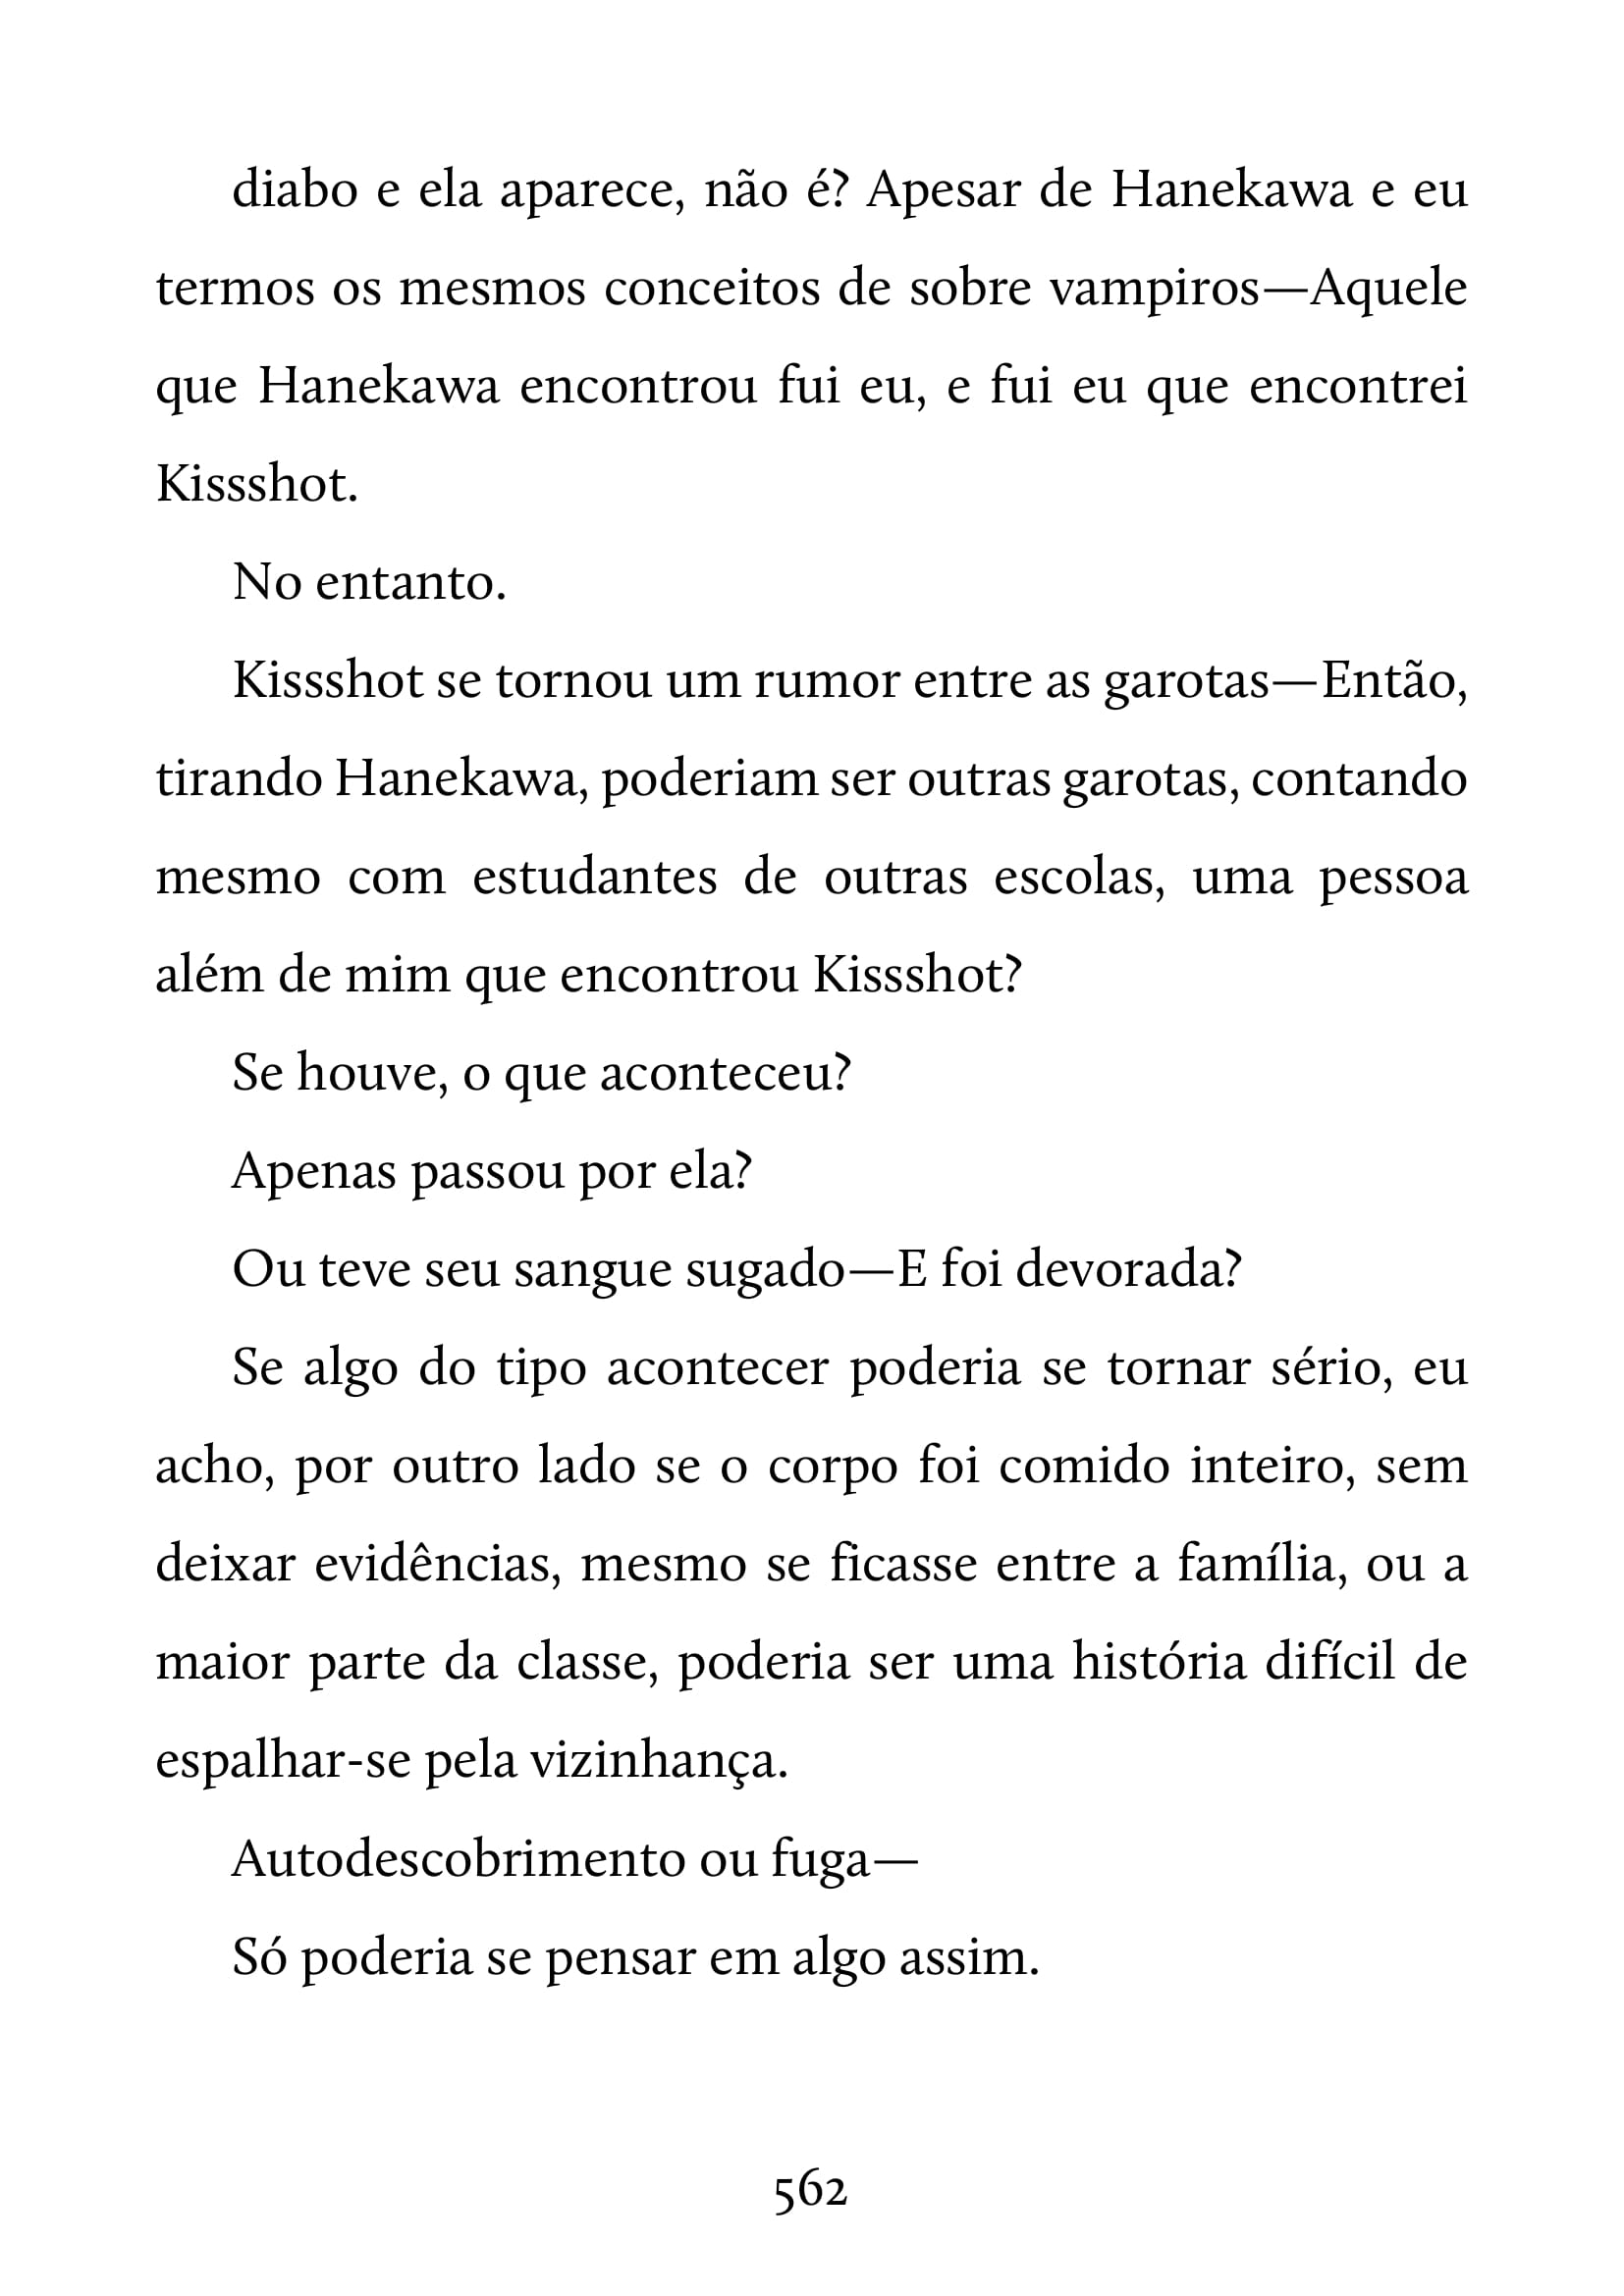 diabo e ela aparece, não é? Apesar de Hanekawa e eu
termos os mesmos conceitos de sobre vampiros—Aquele
que Hanekawa encontrou fui eu, e fui eu que encontrei
Kissshot.
No entanto.
Kissshot se tornou um rumor entre as garotas—Então,
tirando Hanekawa, poderiam ser outras garotas, contando
mesmo com estudantes de outras escolas, uma pessoa
além de mim que encontrou Kissshot?
Se houve, o que aconteceu?
Apenas passou por ela?
Ou teve seu sangue sugado—E foi devorada?
Se algo do tipo acontecer poderia se tornar sério, eu
acho, por outro lado se o corpo foi comido inteiro, sem
deixar evidências, mesmo se ficasse entre a família, ou a
maior parte da classe, poderia ser uma história difícil de
espalhar-se pela vizinhança.
Autodescobrimento ou fuga—
Só poderia se pensar em algo assim.
562